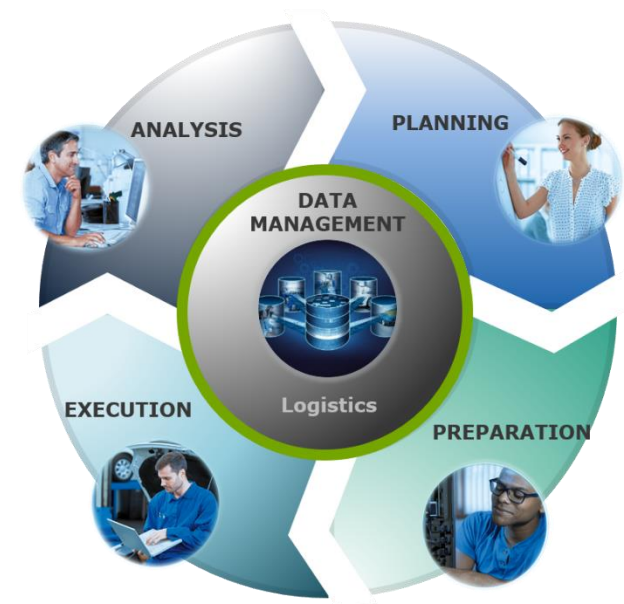 ANALYSIS
PLANNING
DATA
MANAGEMENT
Logistics
EXECUTION
PREPARATION